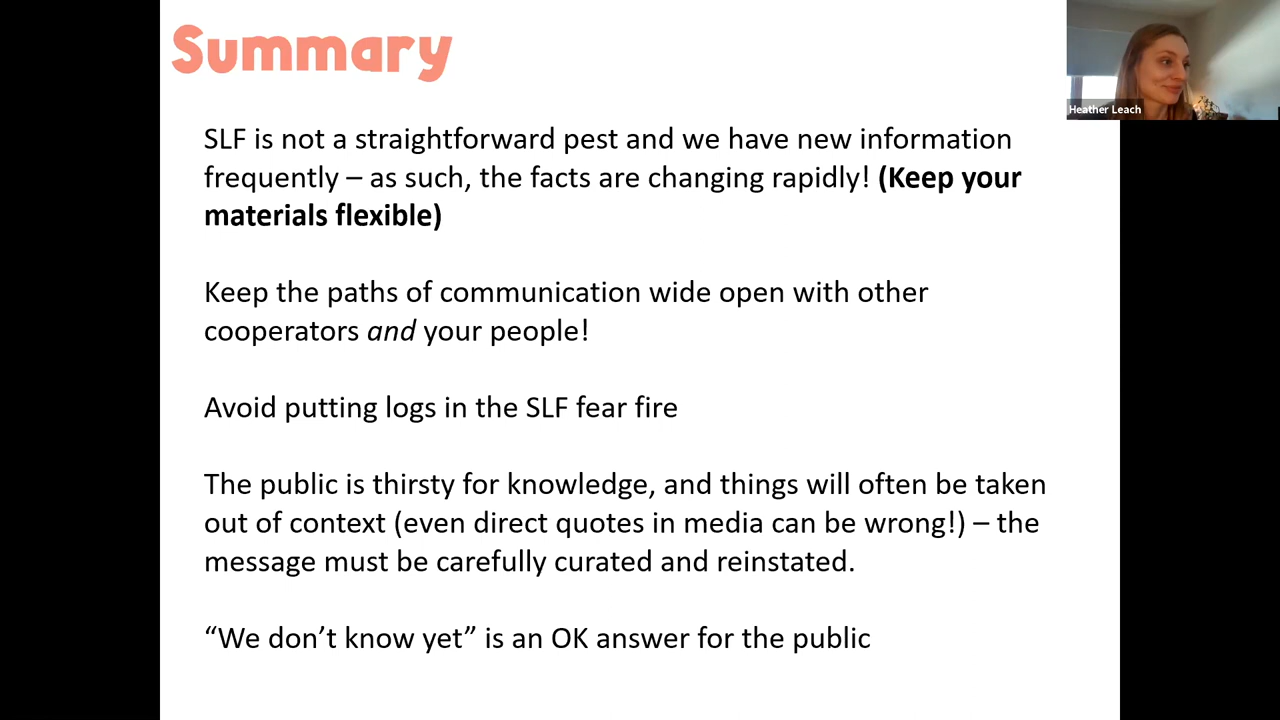 Summary
Heather Leach
SLF is not a straightforward pest and we have new information
frequently – as such, the facts are changing rapidly! (Keep your
materials flexible)
Keep the paths of communication wide open with other
cooperators and your people!
Avoid putting logs in the SLF fear fire
The public is thirsty for knowledge, and things will often be taken
out of context (even direct quotes in media can be wrong!) – the
message must be carefully curated and reinstated.
“We don’t know yet” is an OK answer for the public